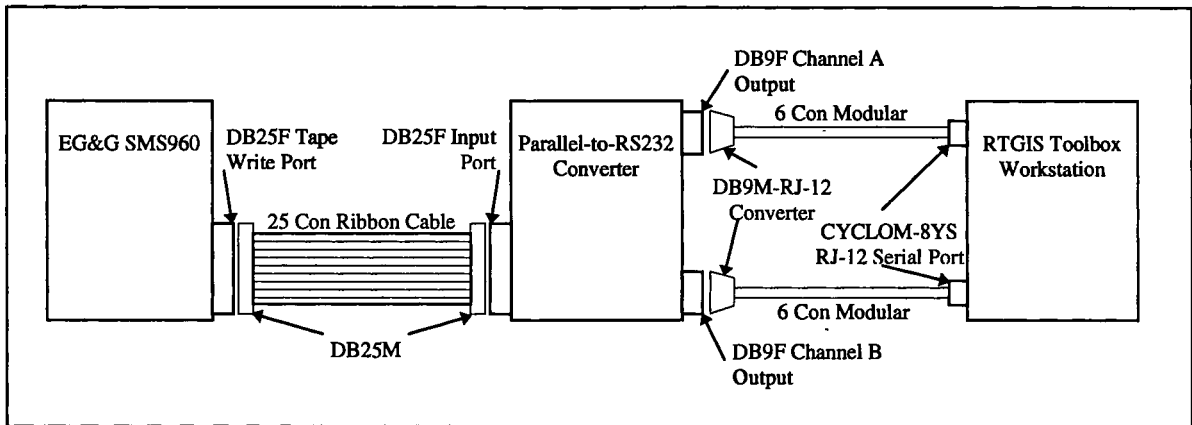 EG&G SMS960
DB25F Tape
Write Port
25 Con Ribbon Cable
DB25M
DB25F Input
Port
Parallel-to-RS232
Converter
DB9F Channel A
Output
6 Con Modular
DB9M-RJ-12
Converter
CYCLOM-8YS
RJ-12 Serial Port
6 Con Modular
DB9F Channel B
Output
RTGIS Toolbox
Workstation